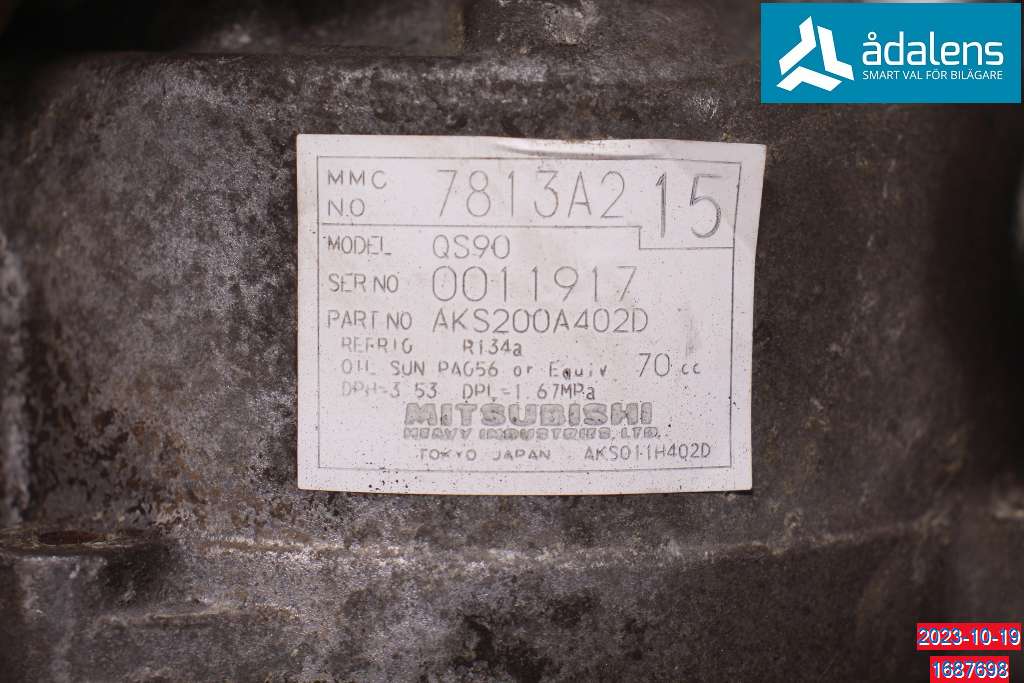 ådalens
SMART VAL FÖR BILÄGARE
MMC
N.O 7813A2 15
MODEL QS90
SER NO 0011917
PART NO AKS200A402D
REFRIG R134a
OIL SUN PAG56 or Equiv 70 cc
DPH=3.53 DPL=1.67MPa
MITSUBISHI
HEAVY INDUSTRIES, LTD.
TOKYO JAPAN AKS011H402D
2023-10-19
1687698